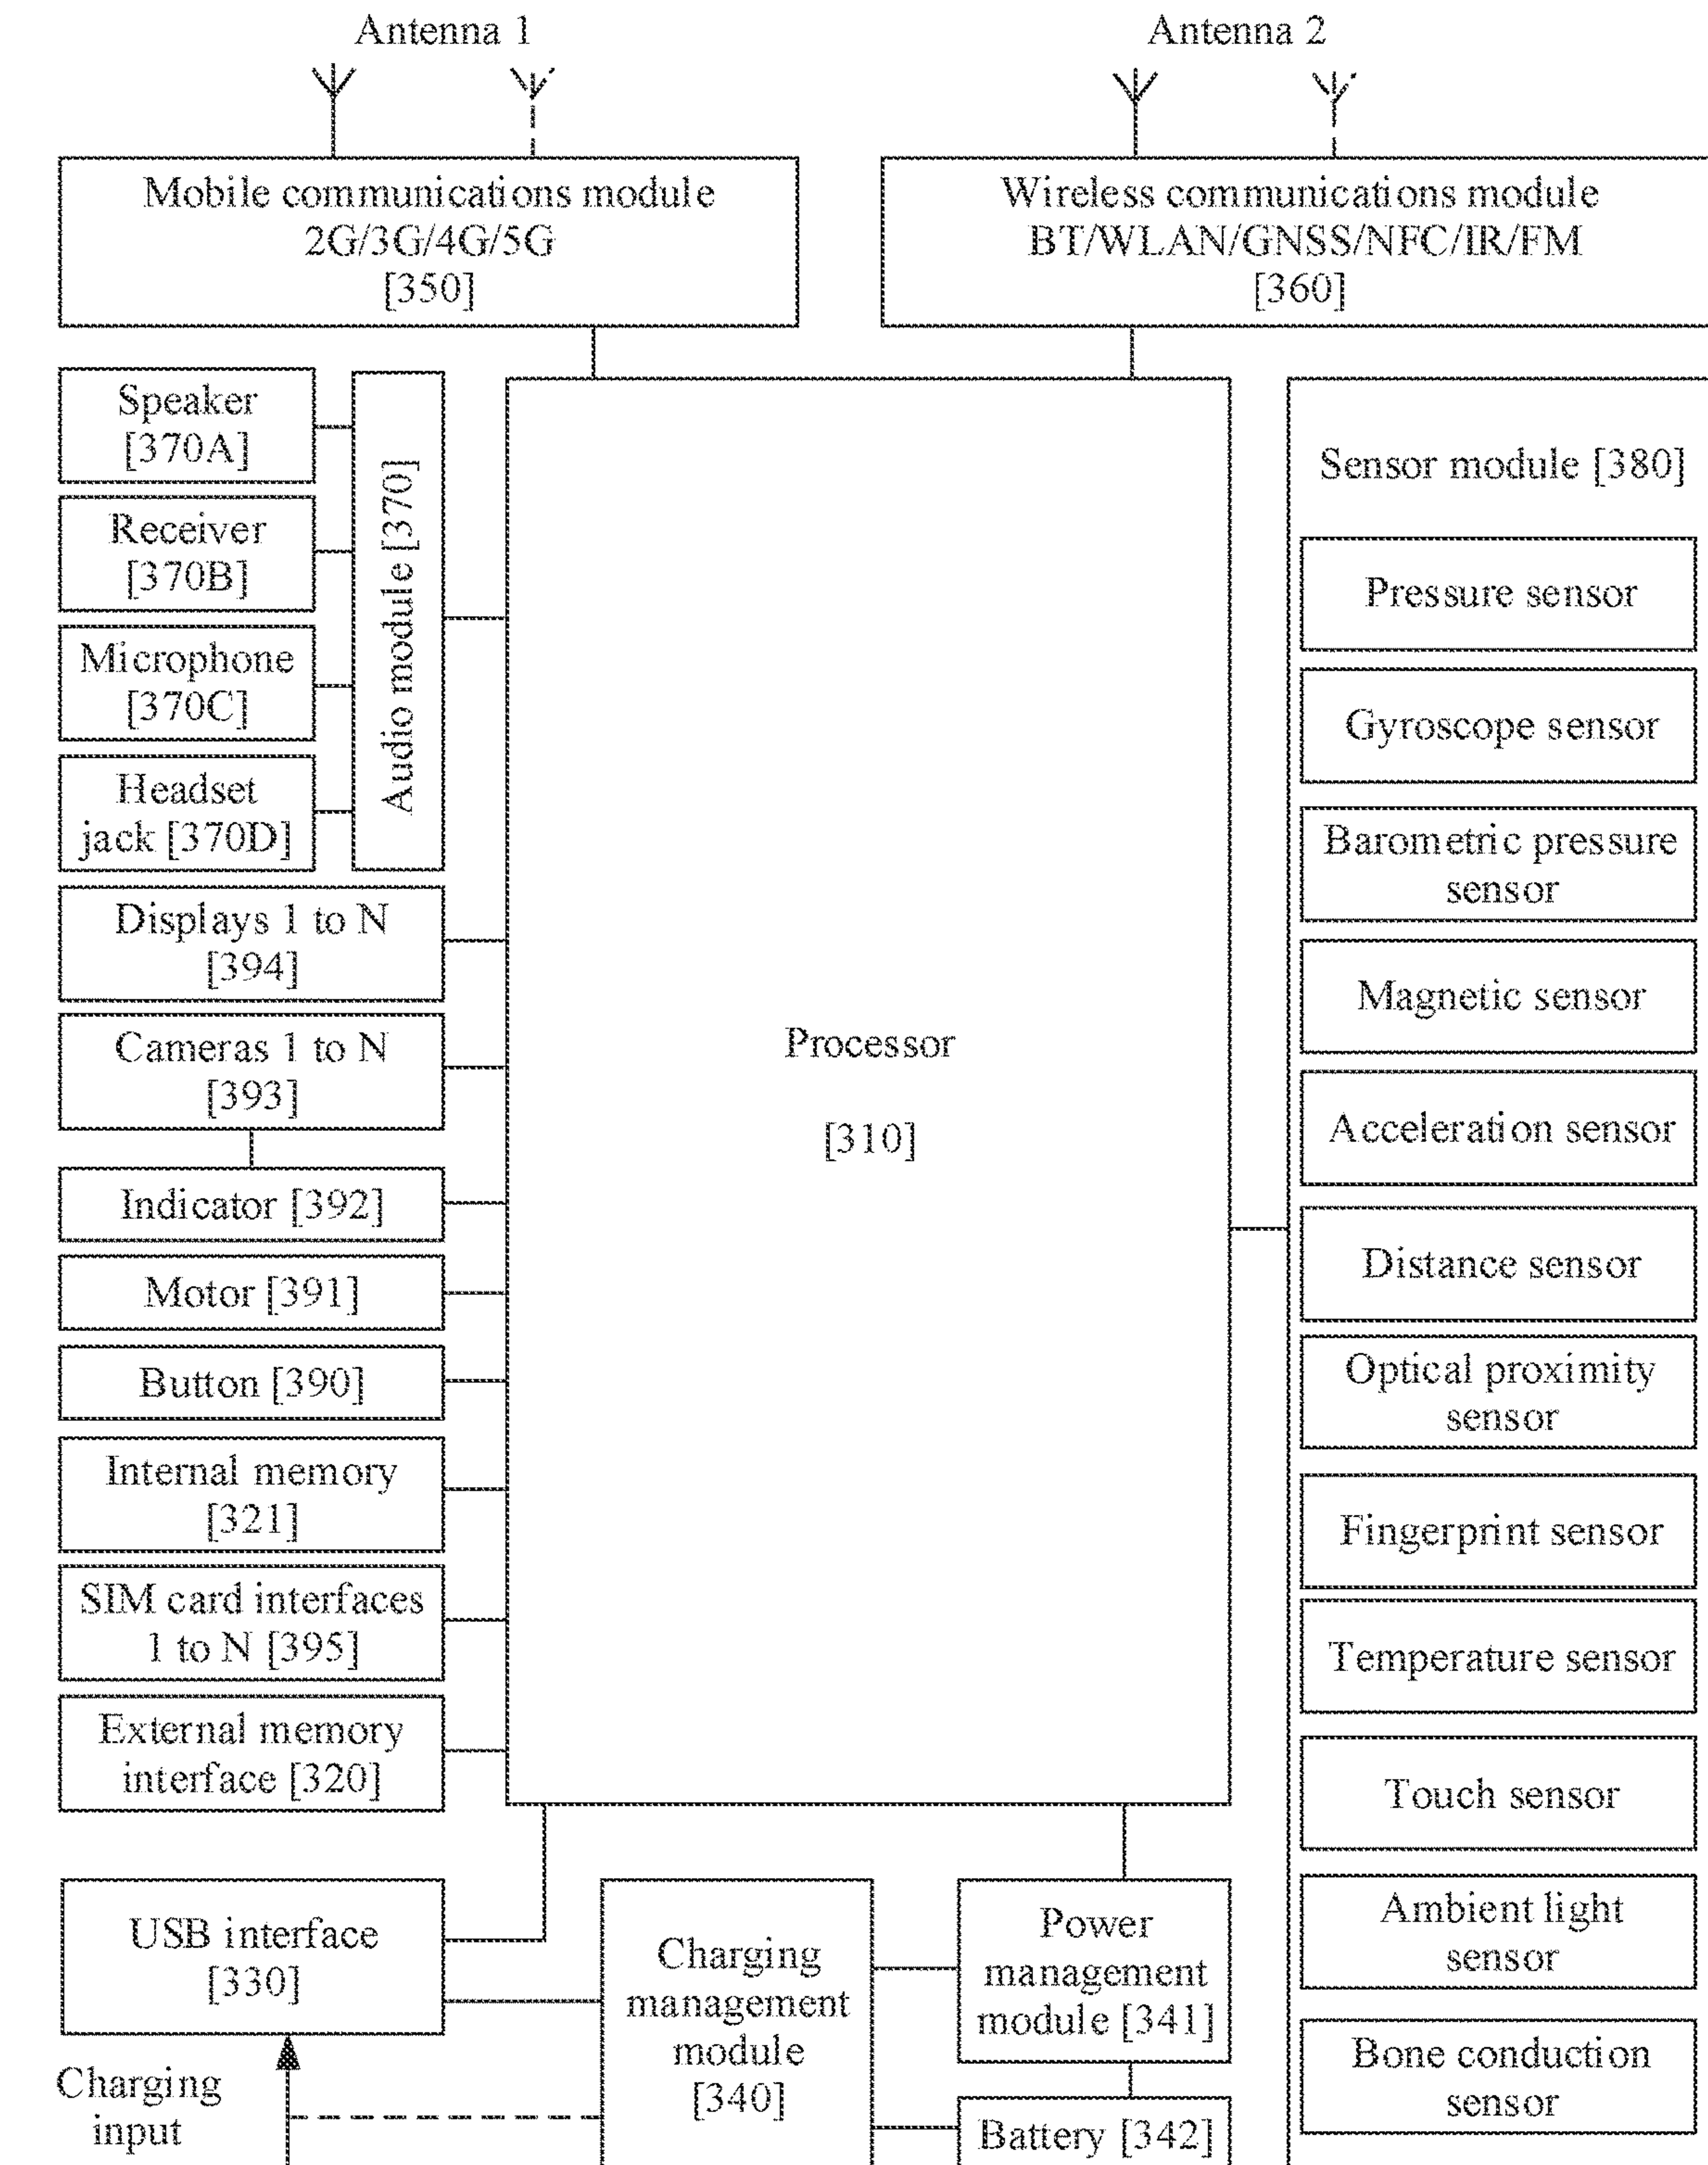 Antenna 1
Antenna 2
Mobile communications module
2G/3G/4G/5G
[350]
Wireless communications module
BT/WLAN/GNSS/NFC/IR/FM
[360]
Speaker
[370A]
Receiver
[370B]
Microphone
[370C]
Headset
jack [370D]
Audio module [370]
Displays 1 to N
[394]
Cameras 1 to N
[393]
Indicator [392]
Motor [391]
Button [390]
Internal memory
[321]
SIM card interfaces
1 to N [395]
External memory
interface [320]
Processor
[310]
Sensor module [380]
Pressure sensor
Gyroscope sensor
Barometric pressure
sensor
Magnetic sensor
Acceleration sensor
Distance sensor
Optical proximity
sensor
Fingerprint sensor
Temperature sensor
Touch sensor
Ambient light
sensor
Bone conduction
sensor
USB interface
[330]
Charging
management
module
[340]
Power
management
module [341]
Battery [342]
Charging
input